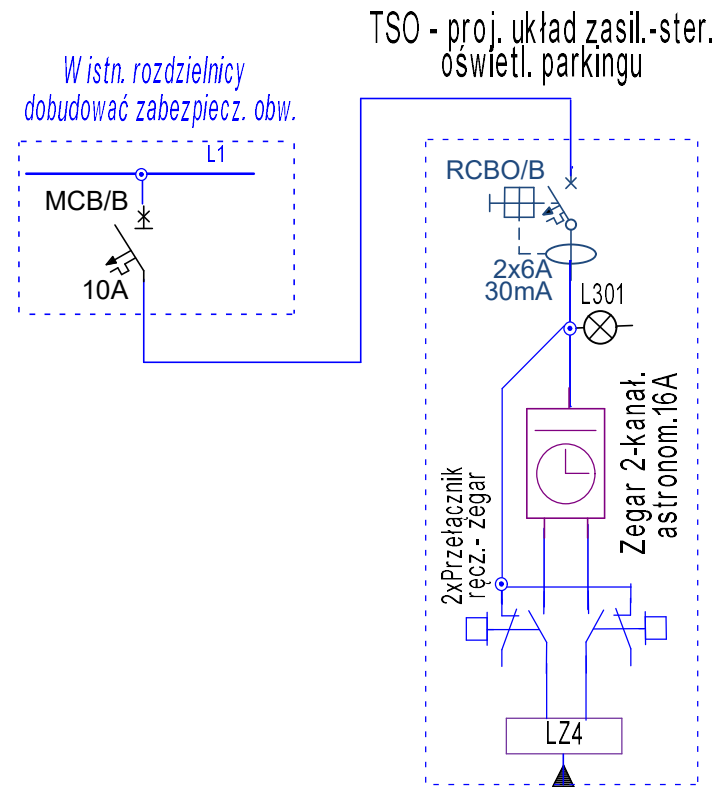 TSO - proj. układ zasil.-ster.
oświetl. parkingu
W istn. rozdzielnicy
dobudować zabezpiecz. obw.
L1
MCB/B
10A
RCBO/B
2x6A
30mA
L301
Zegar 2-kanał.
astronom.16A
2xPrzełącznik
ręcz.- zegar
LZ4